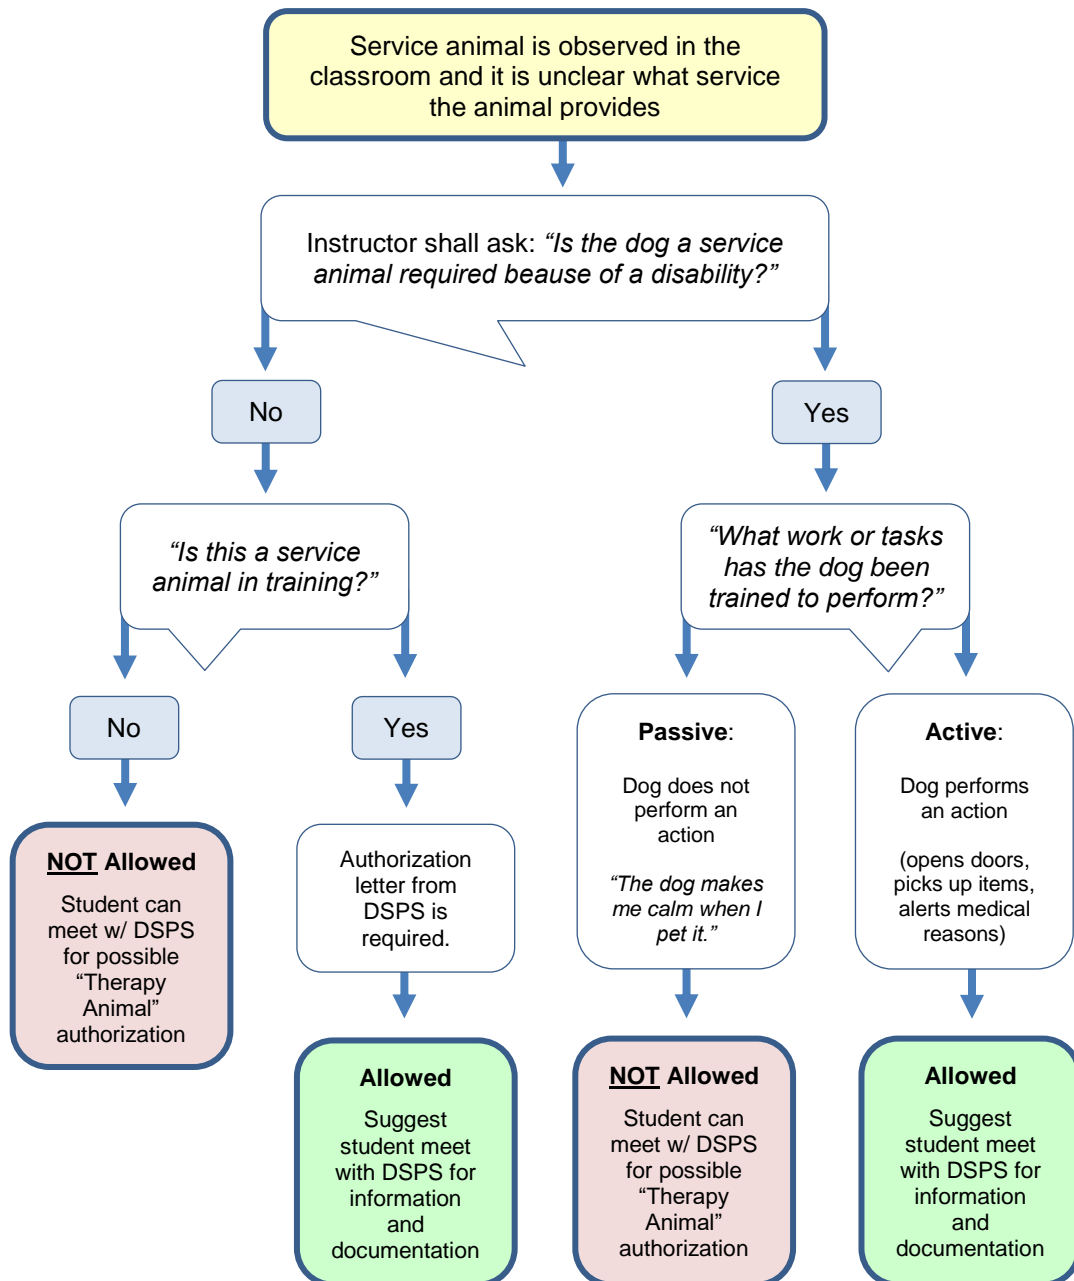 Service animal is observed in the
classroom and it is unclear what service
the animal provides
Instructor shall ask: “Is the dog a service
animal required beause of a disability?”
No
Yes
“Is this a service
animal in training?”
“What work or tasks
has the dog been
trained to perform?”
No
Yes
Passive:
Dog does not
perform an
action
“The dog makes
me calm when I
pet it.”
Active:
Dog performs
an action
(opens doors,
picks up items,
alerts medical
reasons)
NOT Allowed
Student can
meet w/ DSPS
for possible
“Therapy
Animal”
authorization
Authorization
letter from
DSPS is
required.
Allowed
Suggest
student meet
with DSPS for
information
and
documentation
NOT Allowed
Student can
meet w/ DSPS
for possible
“Therapy
Animal”
authorization
Allowed
Suggest
student meet
with DSPS for
information
and
documentation